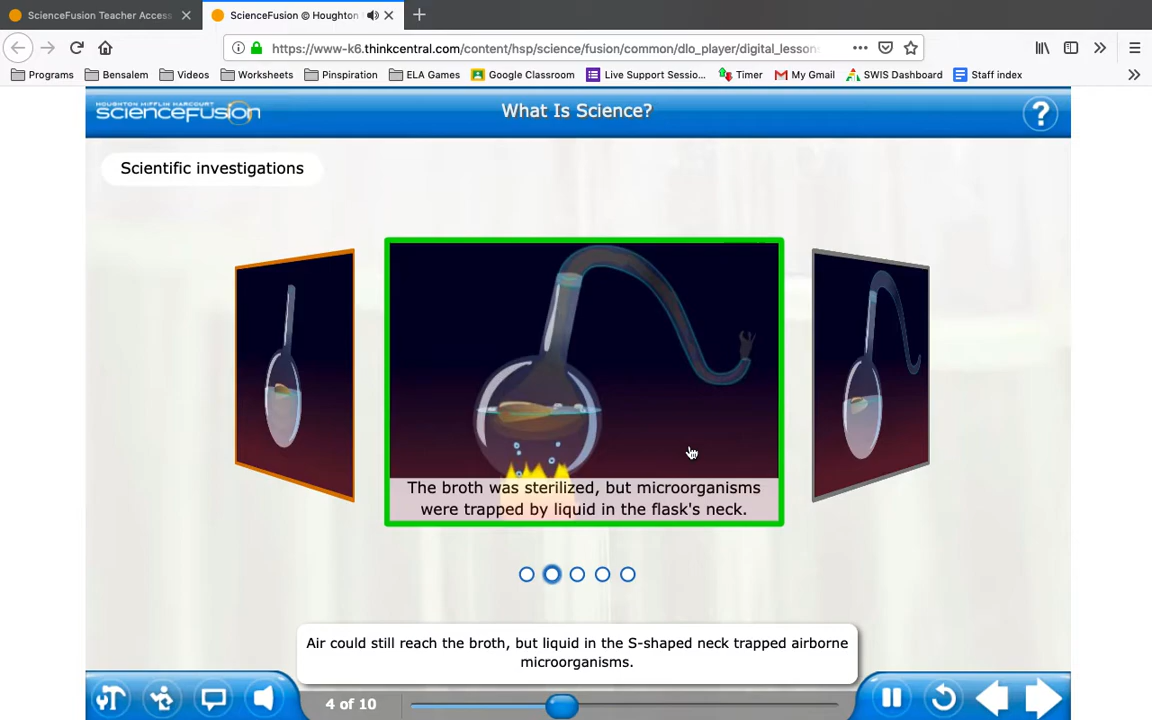 ScienceFusion Teacher Access
ScienceFusion © Houghton
https://www-k6.thinkcentral.com/content/hsp/science/fusion/common/dlo_player/digital_lesson
Programs
Bensalem
Videos
Worksheets
Pinspiration
ELA Games
Google Classroom
Live Support Sessio...
Timer
My Gmail
SWIS Dashboard
Staff index
HOUGHTON MIFFLIN HARCOURT
SCIENCEFUSION
What Is Science?
?
Scientific investigations
The broth was sterilized, but microorganisms
were trapped by liquid in the flask's neck.
Air could still reach the broth, but liquid in the S-shaped neck trapped airborne
microorganisms.
4 of 10